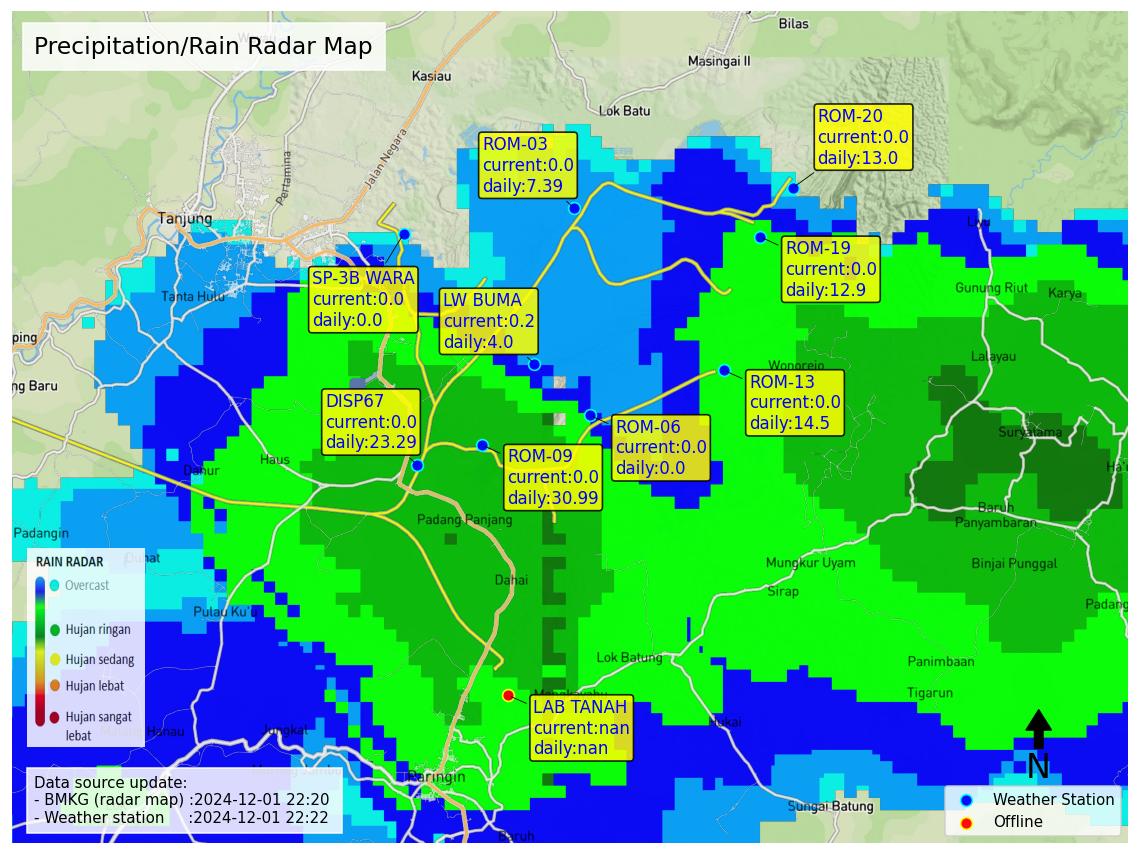 Precipitation/Rain Radar Map
Bilas
Masingai II
Kasiau
Lok Batu
Jalan Negara
Pertamina
Tanjung
Tanta Hulu
ROM-03
current:0.0
daily:7.39
ROM-20
current:0.0
daily:13.0
ROM-19
current:0.0
daily:12.9
SP-3B WARA
current:0.0
daily:0.0
LW BUMA
current:0.2
daily:4.0
Gunung Riut
Karya
Lalayau
Wonorejo
ping
ng Baru
ROM-13
current:0.0
daily:14.5
DISP67
current:0.0
daily:23.29
ROM-06
current:0.0
daily:0.0
ROM-09
current:0.0
daily:30.99
Suryatama
Haus
Danur
Baruh
Panyambaran
Padang Panjang
Padangin
Mungkur Uyam
Binjai Punggal
Dahai
Sirap
Padang
Pulau Ku'u
Lok Batung
Panimbaan
Tigarun
RAIN RADAR
Overcast
Hujan ringan
Hujan sedang
Hujan lebat
Hujan sangat
lebat
LAB TANAH
current:nan
daily:nan
Hukai
Jungkat
Paringin
Sungai Batung
Baruh
N
Data source update:
- BMKG (radar map) :2024-12-01 22:20
- Weather station :2024-12-01 22:22
Weather Station
Offline